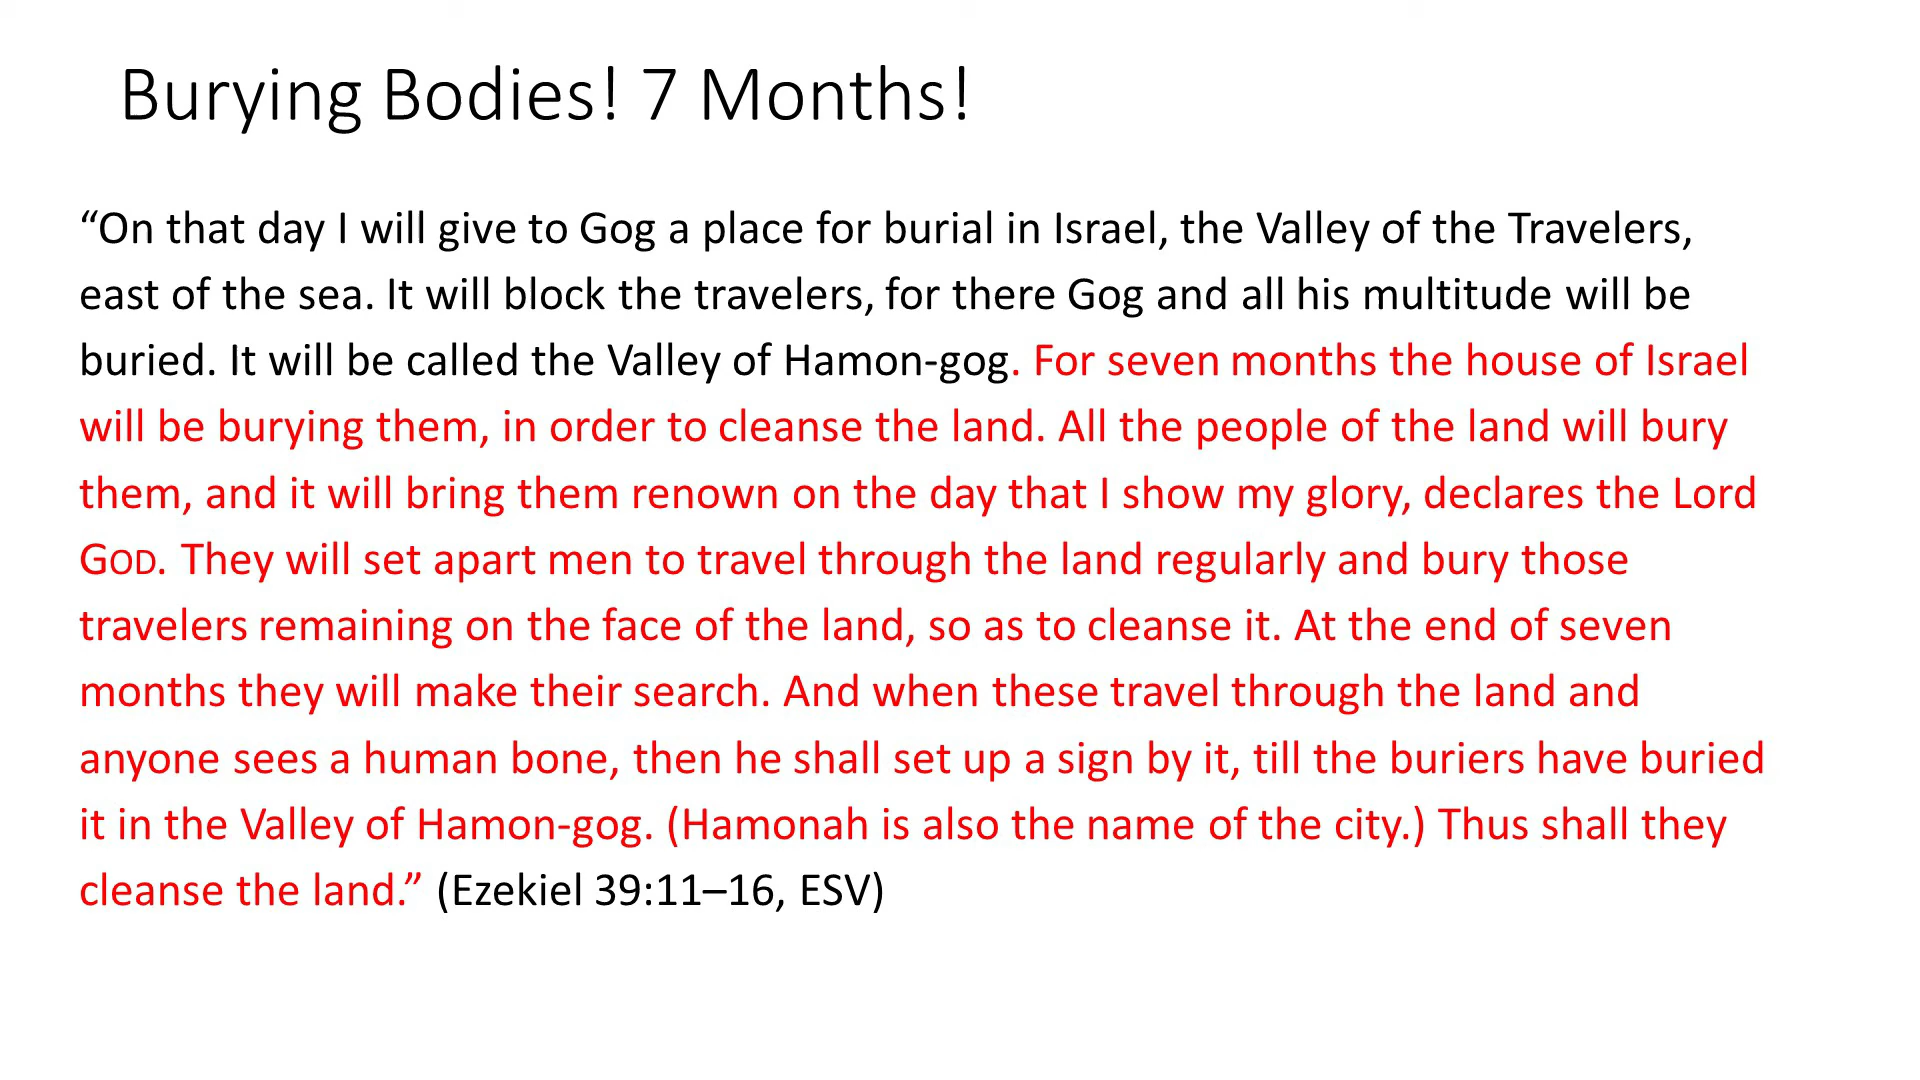 Burying Bodies! 7 Months!
“On that day I will give to Gog a place for burial in Israel, the Valley of the Travelers,
east of the sea. It will block the travelers, for there Gog and all his multitude will be
buried. It will be called the Valley of Hamon-gog. For seven months the house of Israel
will be burying them, in order to cleanse the land. All the people of the land will bury
them, and it will bring them renown on the day that I show my glory, declares the Lord
GOD. They will set apart men to travel through the land regularly and bury those
travelers remaining on the face of the land, so as to cleanse it. At the end of seven
months they will make their search. And when these travel through the land and
anyone sees a human bone, then he shall set up a sign by it, till the buriers have buried
it in the Valley of Hamon-gog. (Hamonah is also the name of the city.) Thus shall they
cleanse the land.” (Ezekiel 39:11–16, ESV)